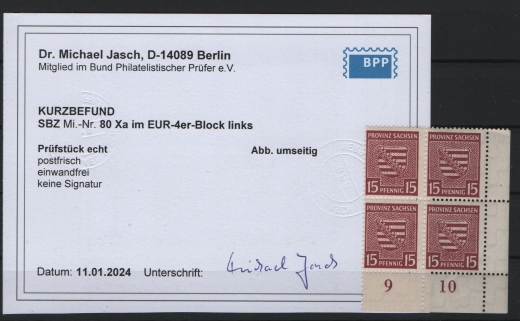 Dr. Michael Jasch, D-14089 Berlin
Mitglied im Bund Philatelistischer Prüfer e.V.
BPP
KURZBEFUND
SBZ Mi.-Nr. 80 Xa im EUR-4er-Block links
Prüfstück echt
Abb. umseitig
postfrisch
einwandfrei
keine Signatur
Datum: 11.01.2024 Unterschrift: Michael Jasch
PROVINZ SACHSEN PROVINZ SACHSEN
15 15 15 15
PFENNIG PFENNIG
PROVINZ SACHSEN PROVINZ SACHSEN
15 15 15 15
PFENNIG PFENNIG
9 10